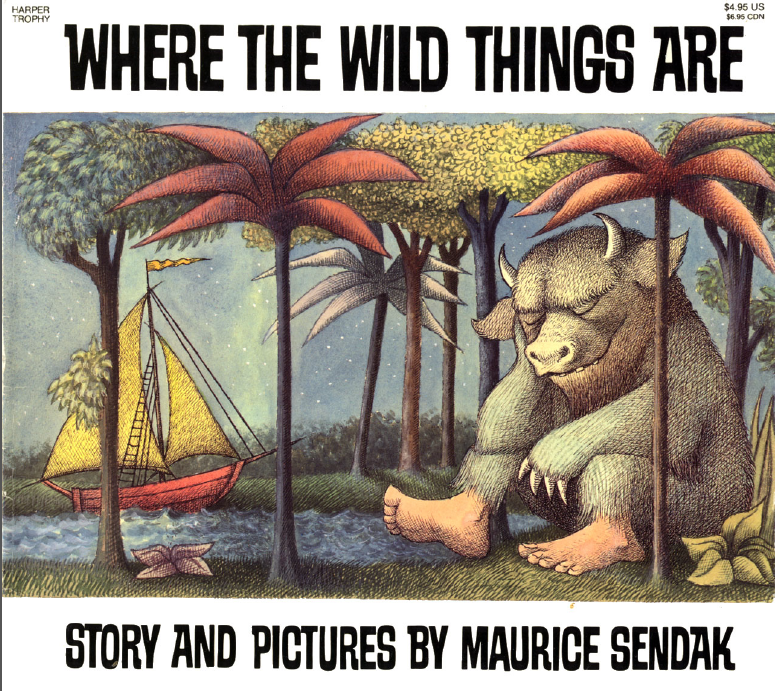 HARPER
TROPHY
$4.95 US
$6.95 CDN
WHERE THE WILD THINGS ARE
STORY AND PICTURES BY MAURICE SENDAK